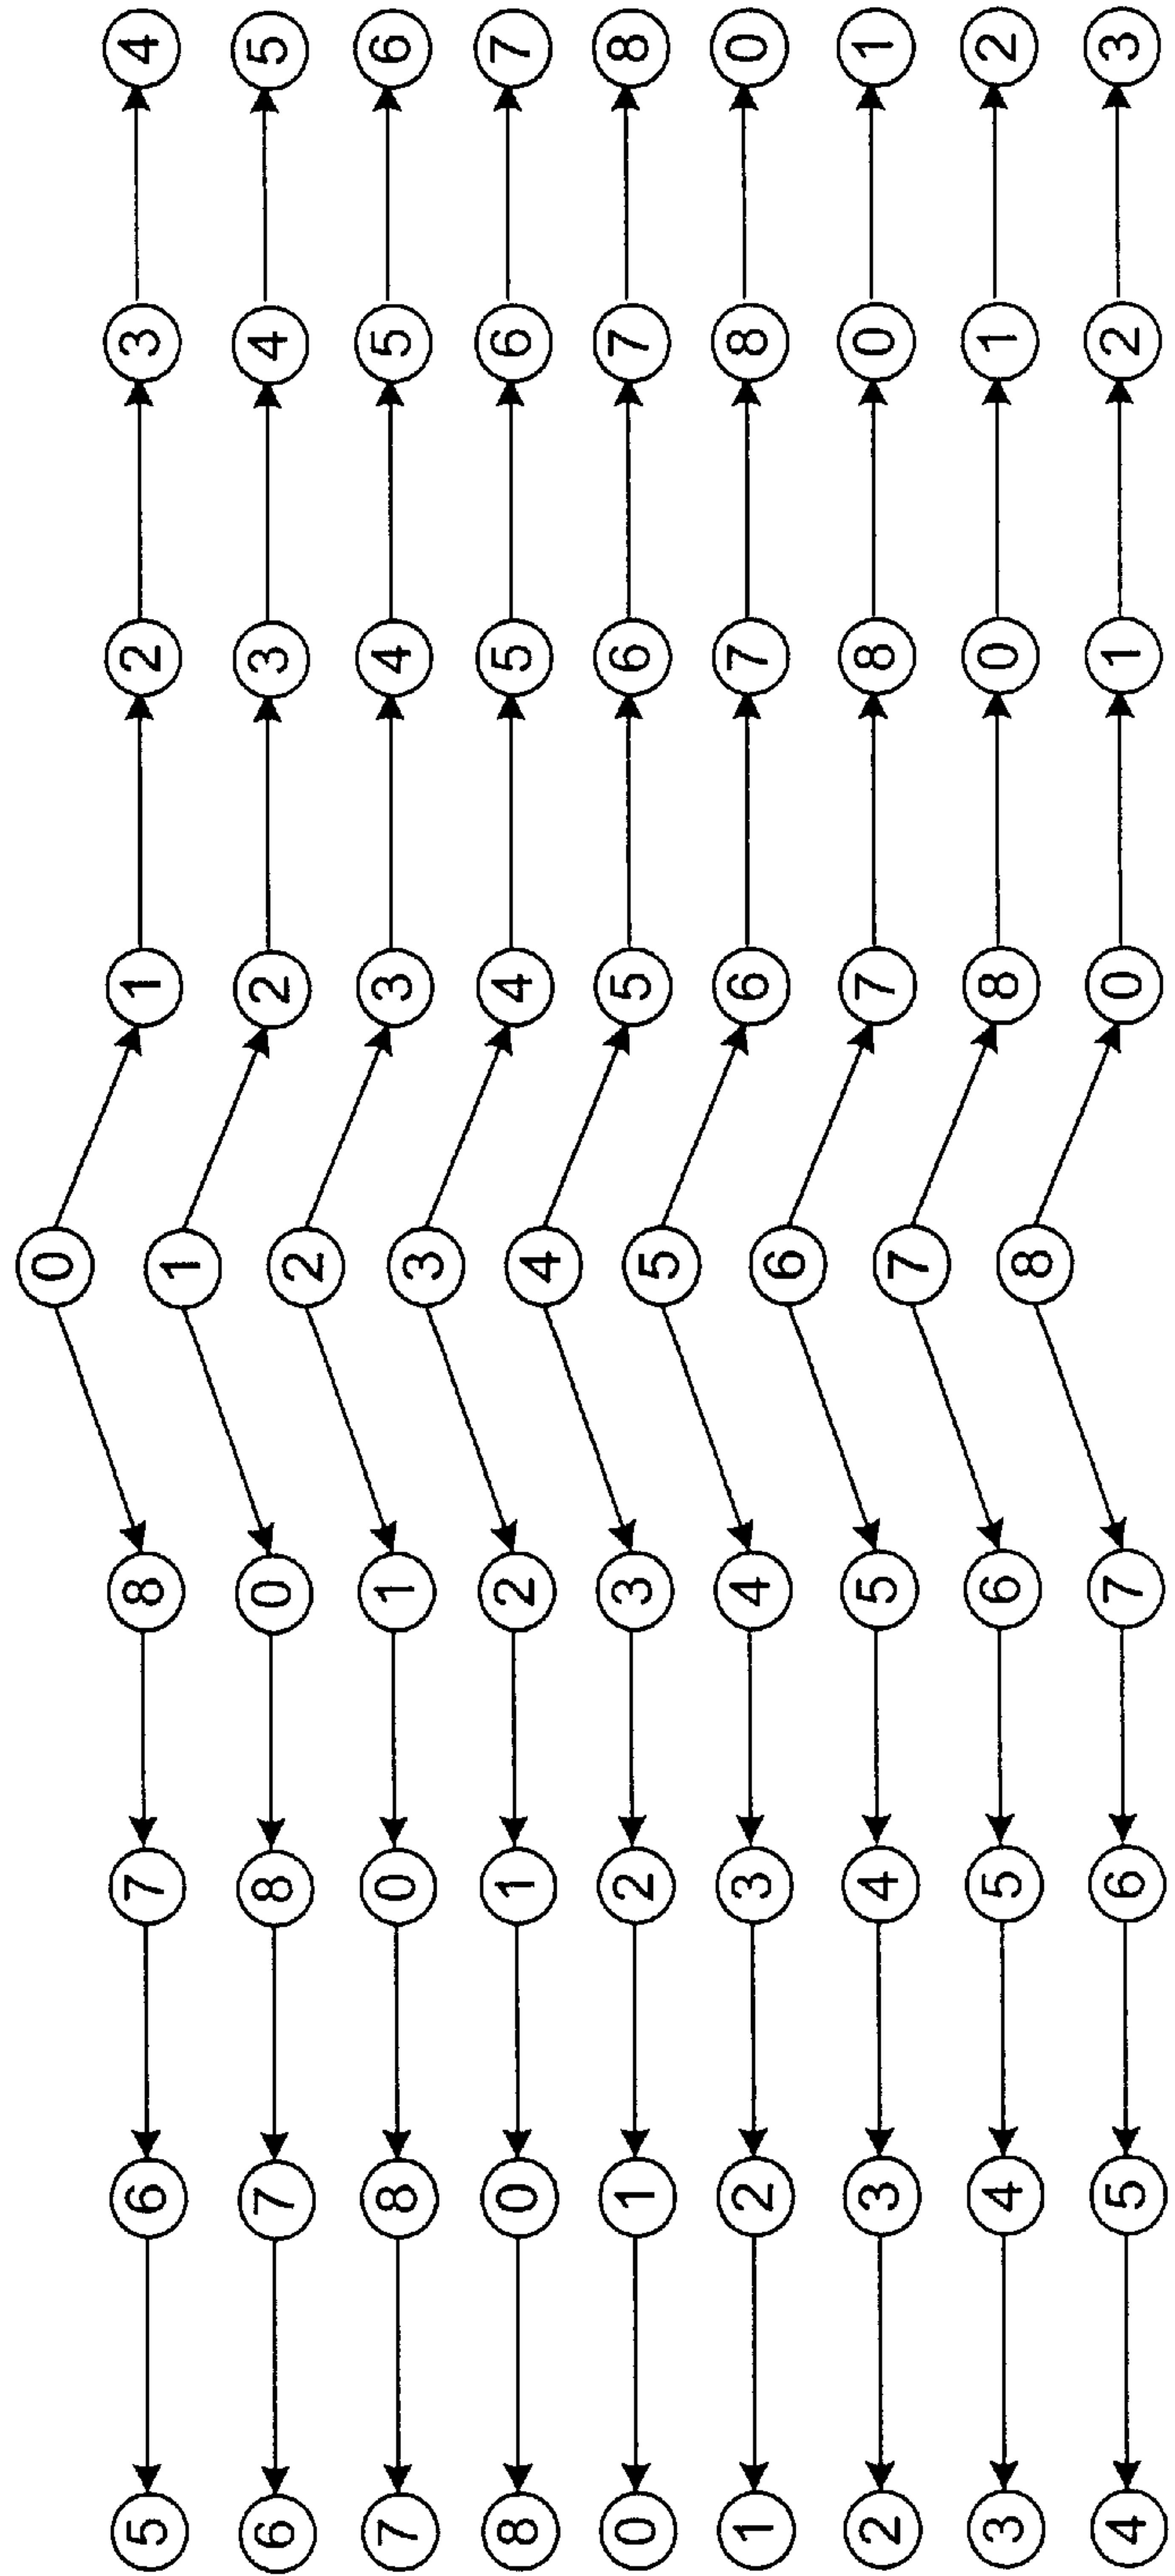 0
5 6 7 8 1 2 3 4
1
6 7 8 0 2 3 4 5
2
7 8 0 1 3 4 5 6
3
8 0 1 2 4 5 6 7
4
0 1 2 3 5 6 7 8
5
1 2 3 4 6 7 8 0
6
2 3 4 5 7 8 0 1
7
3 4 5 6 8 0 1 2
8
4 5 6 7 0 1 2 3